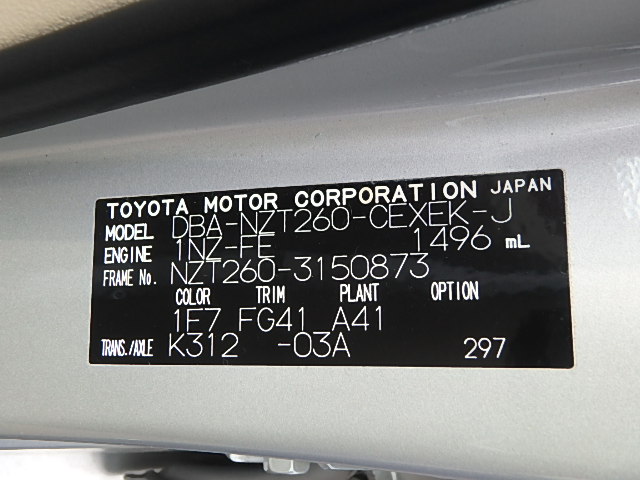 TOYOTA MOTOR CORPORATION JAPAN
MODEL DBA-NZT260-CEXEK-J
ENGINE 1NZ-FE 1496 mL
FRAME No. NZT260-3150873
COLOR TRIM PLANT OPTION
1F7 FG41 A41
TRANS./AXLE K312 -03A 297